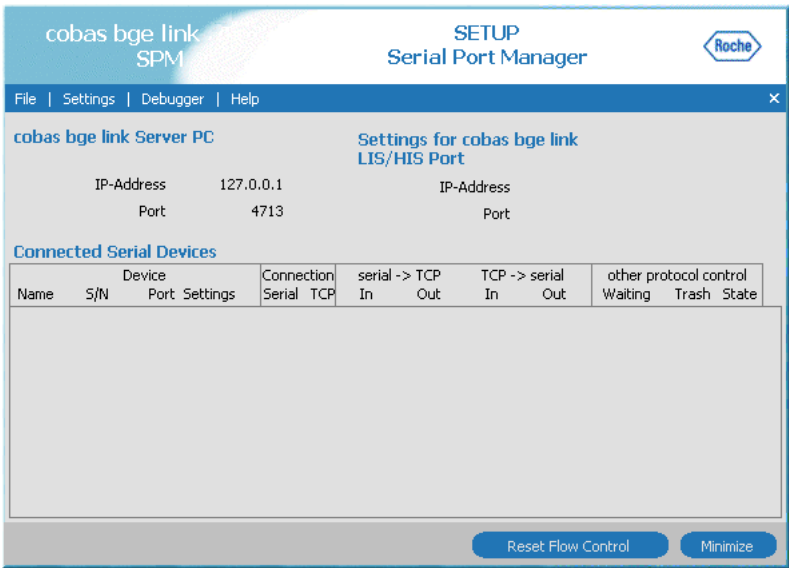 cobas bge link
SPM
SETUP
Serial Port Manager
Roche
File | Settings | Debugger | Help
×
cobas bge link Server PC
Settings for cobas bge link
LIS/HIS Port
IP-Address 127.0.0.1
IP-Address
Port 4713
Port
Connected Serial Devices
Device Connection serial -> TCP TCP -> serial other protocol control
Name S/N Port Settings Serial TCP In Out In Out Waiting Trash State
Reset Flow Control Minimize